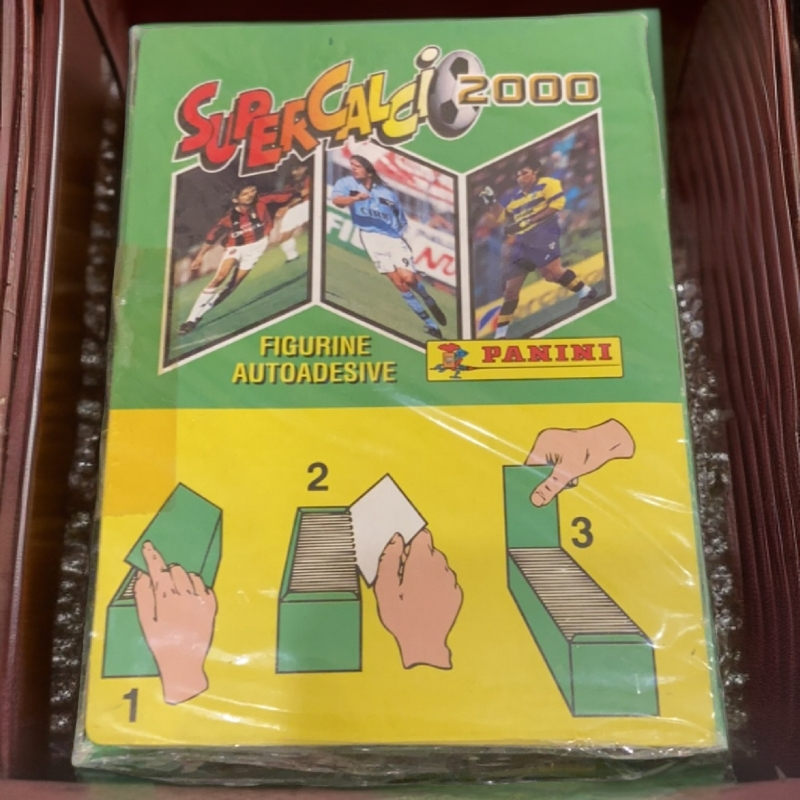 SUPERCALCIO 2000
FIGURINE
AUTOADESIVE
PANINI
2
3
1